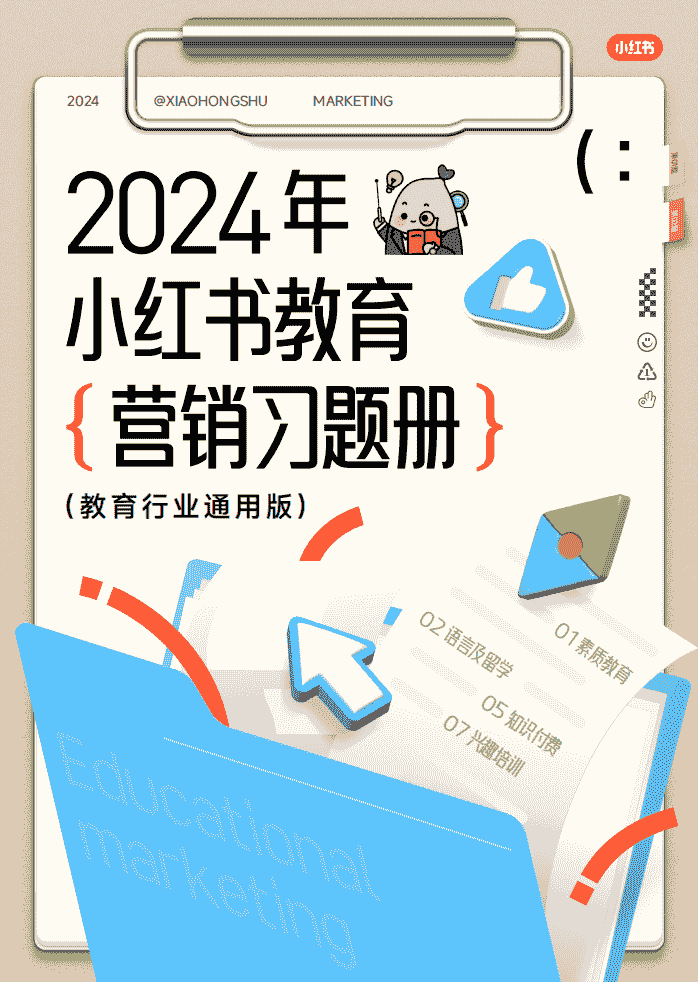 小红书
2024 @XIAOHONGSHU MARKETING
( :
2024年
小红书教育
{营销习题册}
(教育行业通用版)
01 素质教育
02 语言及留学
05 知识付费
07 兴趣培训
Educational
marketing